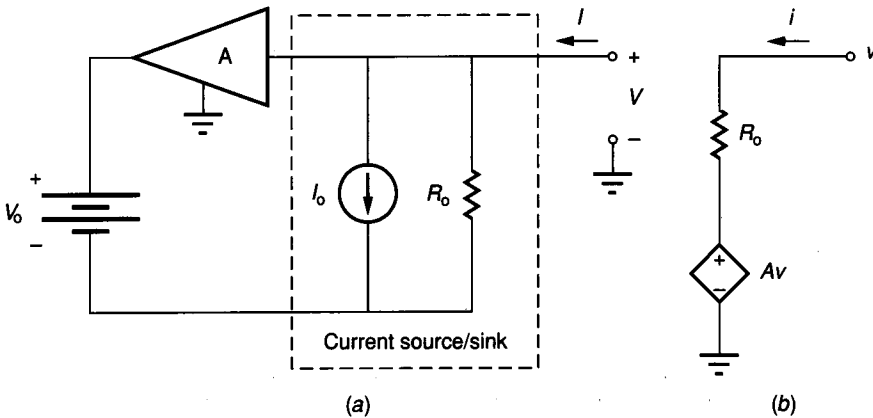 I
A
+
V
−
I₀
R₀
+
V₀
−
Current source/sink
(a)
i
v
R₀
+
−
Av
(b)